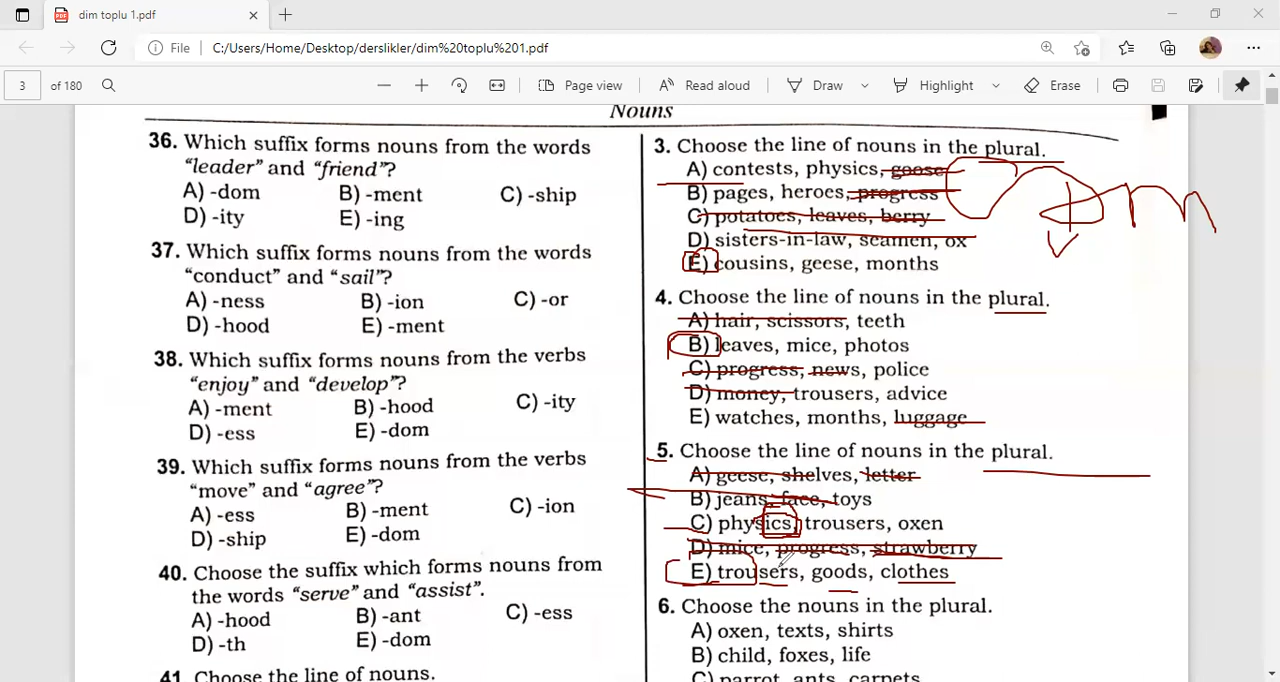 dim toplu 1.pdf
File
C:/Users/Home/Desktop/derslikler/dim%20toplu%201.pdf
3 of 180
Page view
Read aloud
Draw
Highlight
Erase
Nouns
36. Which suffix forms nouns from the words
"leader" and "friend"?
A) -dom B) -ment C) -ship
D) -ity E) -ing
37. Which suffix forms nouns from the words
"conduct" and "sail"?
A) -ness B) -ion C) -or
D) -hood E) -ment
38. Which suffix forms nouns from the verbs
"enjoy" and "develop"?
A) -ment B) -hood C) -ity
D) -ess E) -dom
39. Which suffix forms nouns from the verbs
"move" and "agree"?
A) -ess B) -ment C) -ion
D) -ship E) -dom
40. Choose the suffix which forms nouns from
the words "serve" and "assist".
A) -hood B) -ant C) -ess
D) -th E) -dom
41. Choose the line of nouns.
3. Choose the line of nouns in the plural.
A) contests, physics, goose
B) pages, heroes, progress
C) potatoes, leaves, berry
D) sisters-in-law, seamen, ox
E) cousins, geese, months
4. Choose the line of nouns in the plural.
A) hair, scissors, teeth
B) leaves, mice, photos
C) progress, news, police
D) money, trousers, advice
E) watches, months, luggage
5. Choose the line of nouns in the plural.
A) geese, shelves, letter
B) jeans, face, toys
C) physics, trousers, oxen
D) mice, progress, strawberry
E) trousers, goods, clothes
6. Choose the nouns in the plural.
A) oxen, texts, shirts
B) child, foxes, life
C) parrot, ants, carpets